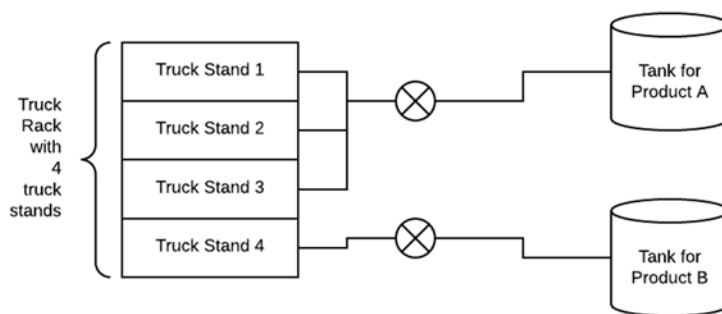 Truck
Rack
with
4
truck
stands
Truck Stand 1
Truck Stand 2
Truck Stand 3
Truck Stand 4
Tank for
Product A
Tank for
Product B